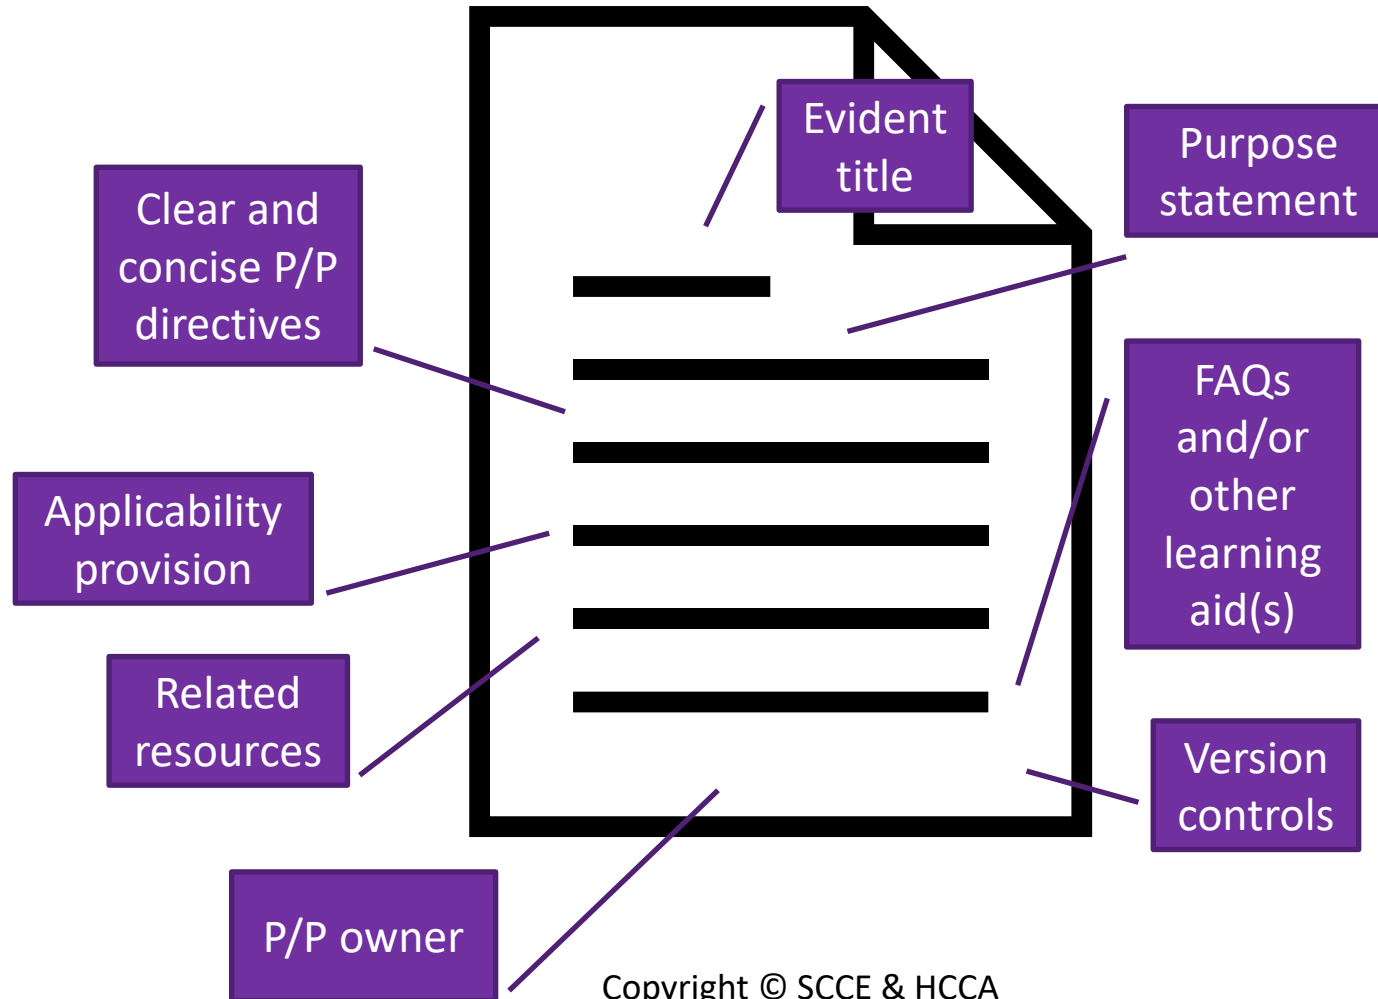 Evident
title
Purpose
statement
Clear and
concise P/P
directives
FAQs
and/or
other
learning
aid(s)
Applicability
provision
Related
resources
Version
controls
P/P owner
Copyright © SCCE & HCCA